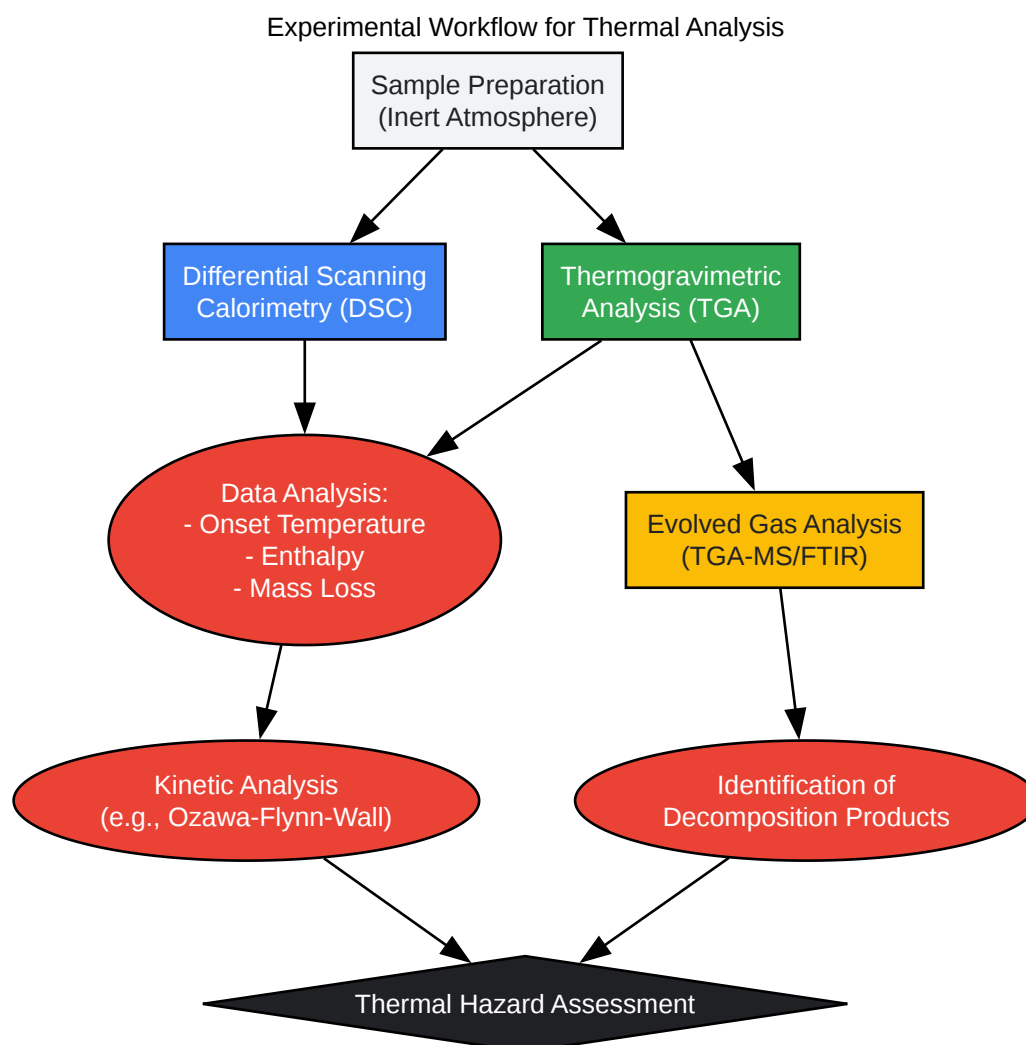 Experimental Workflow for Thermal Analysis
Sample Preparation
(Inert Atmosphere)
Differential Scanning
Calorimetry (DSC)
Thermogravimetric
Analysis (TGA)
Data Analysis:
- Onset Temperature
- Enthalpy
- Mass Loss
Evolved Gas Analysis
(TGA-MS/FTIR)
Kinetic Analysis
(e.g., Ozawa-Flynn-Wall)
Identification of
Decomposition Products
Thermal Hazard Assessment